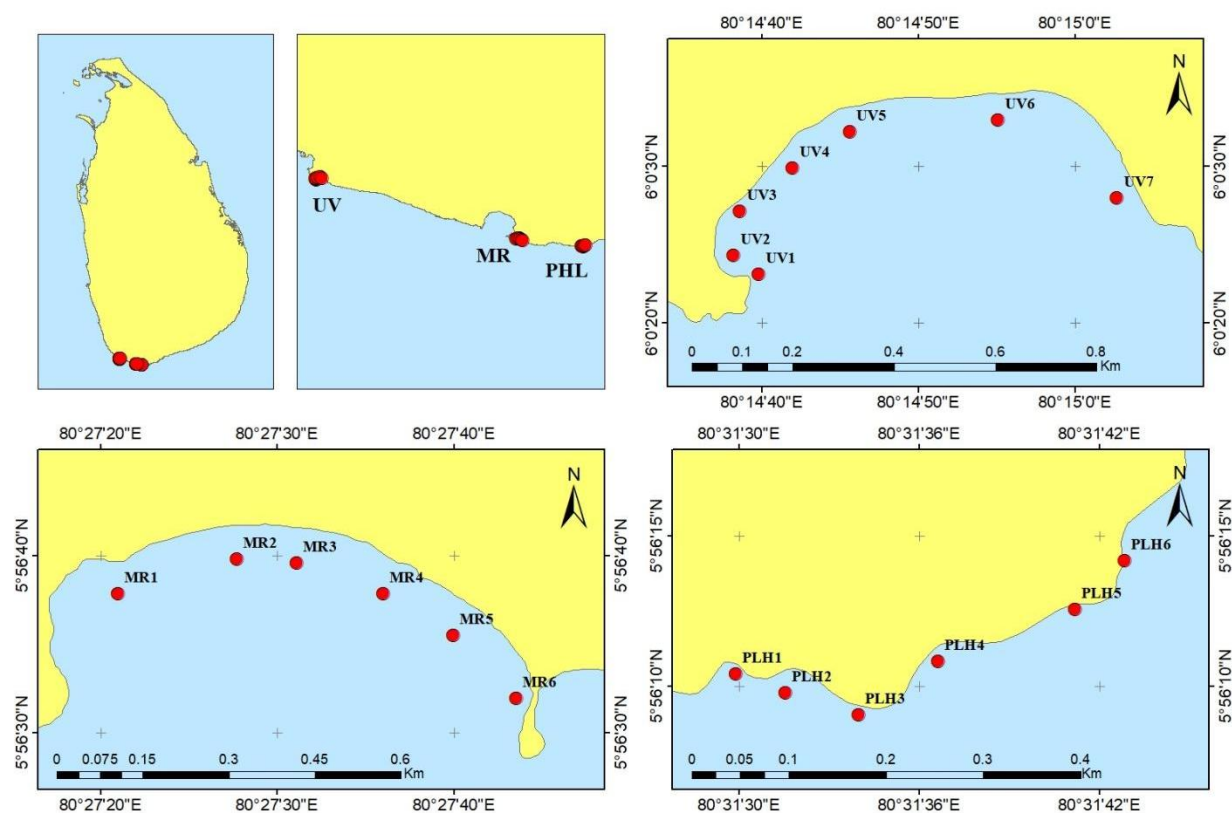 UV
MR
PHL
80°14'40"E
80°14'50"E
80°15'0"E
N
UV6
UV5
UV4
UV7
UV3
UV2
UV1
6°0'30"N
6°0'20"N
6°0'30"N
6°0'20"N
0 0.1 0.2 0.4 0.6 0.8
Km
80°14'40"E
80°14'50"E
80°15'0"E
80°27'20"E
80°27'30"E
80°27'40"E
N
MR2
MR3
MR1
MR4
MR5
MR6
5°56'40"N
5°56'30"N
5°56'40"N
5°56'30"N
0 0.075 0.15 0.3 0.45 0.6
Km
80°27'20"E
80°27'30"E
80°27'40"E
80°31'30"E
80°31'36"E
80°31'42"E
N
PLH6
PLH5
PLH4
PLH1
PLH2
PLH3
5°56'15"N
5°56'10"N
5°56'15"N
5°56'10"N
0 0.05 0.1 0.2 0.3 0.4
Km
80°31'30"E
80°31'36"E
80°31'42"E